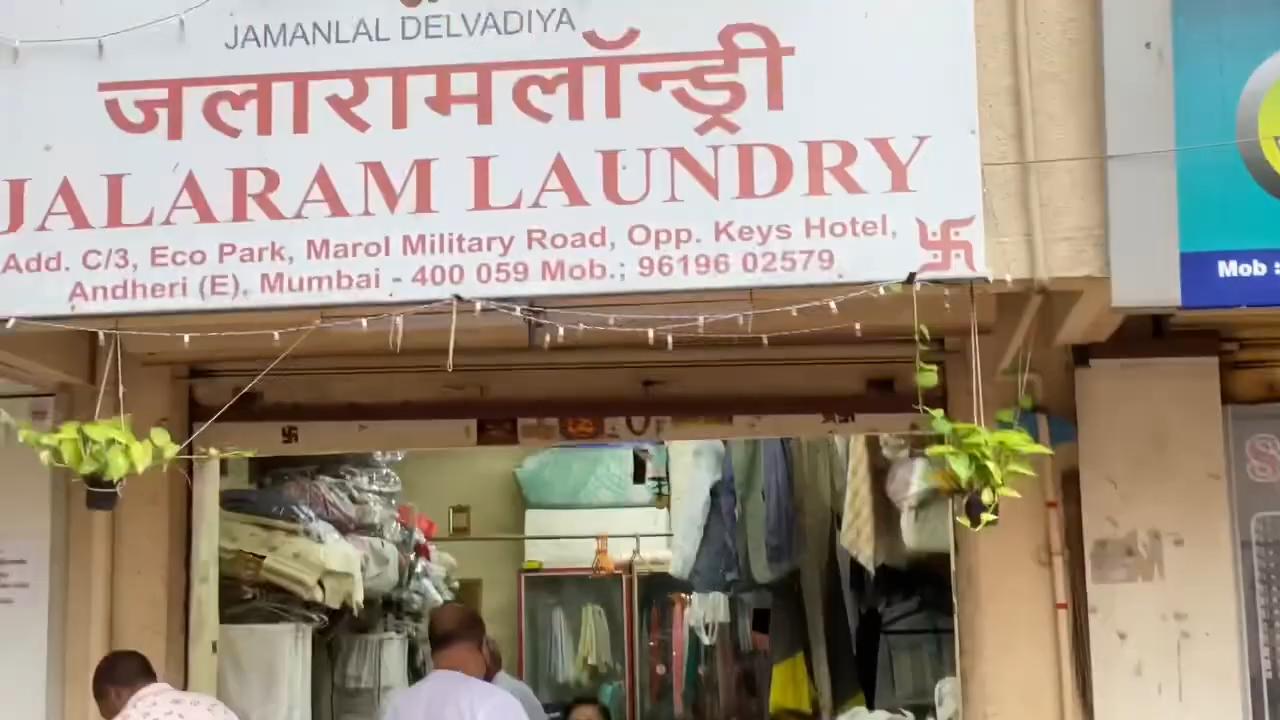 JAMANLAL DELVADIYA
जलारामलॉन्ड्री
JALARAM LAUNDRY
Add. C/3, Eco Park, Marol Military Road, Opp. Keys Hotel,
Andheri (E), Mumbai - 400 059 Mob.; 96196 02579
Mob :